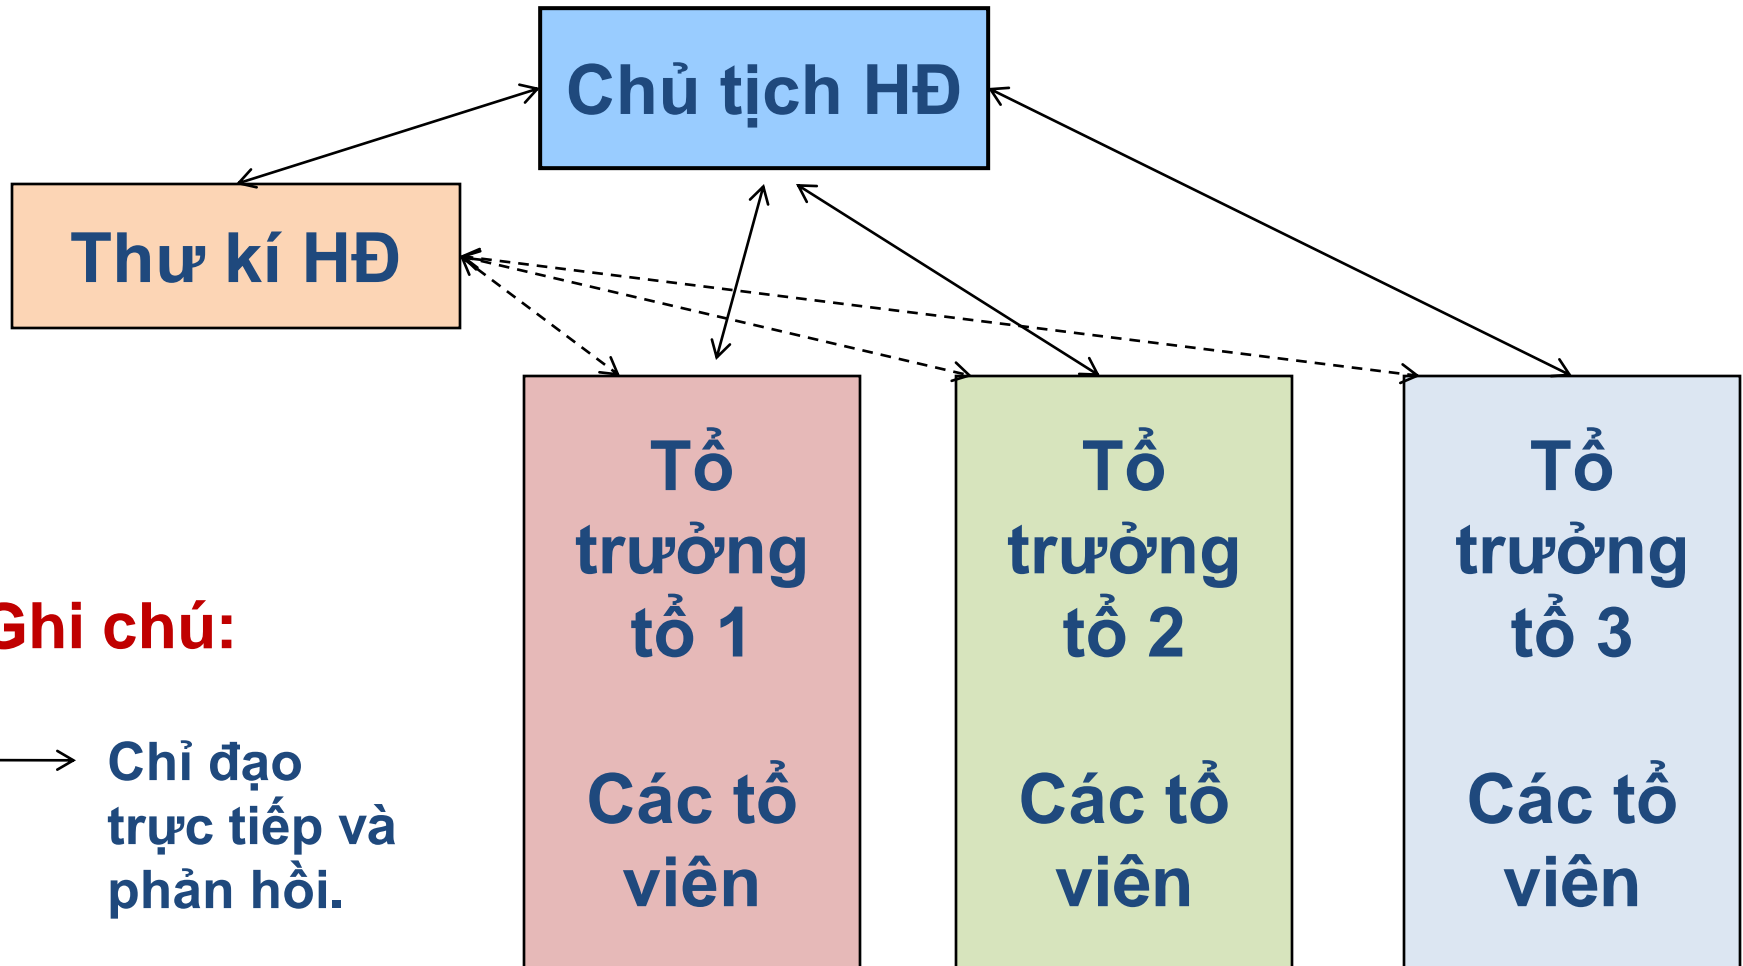 Chủ tịch HĐ
Thư kí HĐ
Tổ
trưởng
tổ 1
Các tổ
viên
Tổ
trưởng
tổ 2
Các tổ
viên
Tổ
trưởng
tổ 3
Các tổ
viên
Ghi chú:
Chỉ đạo
trực tiếp và
phản hồi.